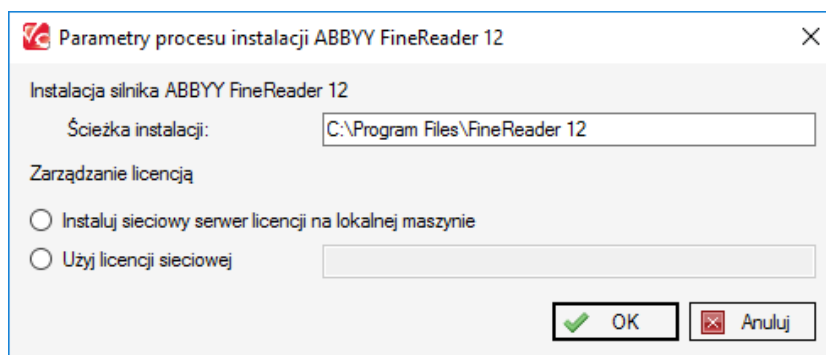 Parametry procesu instalacji ABBYY FineReader 12
Instalacja silnika ABBYY FineReader 12
Ścieżka instalacji: C:\Program Files\FineReader 12
Zarządzanie licencją
Instaluj sieciowy serwer licencji na lokalnej maszynie
Użyj licencji sieciowej
OK Anuluj